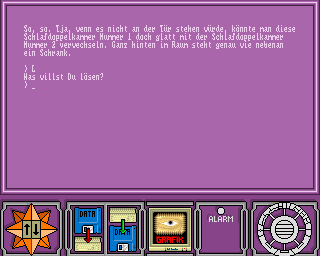 So, so. Tja, wenn es nicht an der Tür stehen würde, könnte man diese
Schlafdoppelkammer Nummer 1 doch glatt mit der Schlafdoppelkammer
Nummer 2 verwechseln. Ganz hinten im Raum steht genau wie nebenan
ein Schrank.
> L
Was willst Du lösen?
> _
DATA
DATA
GRAFIK
ALARM